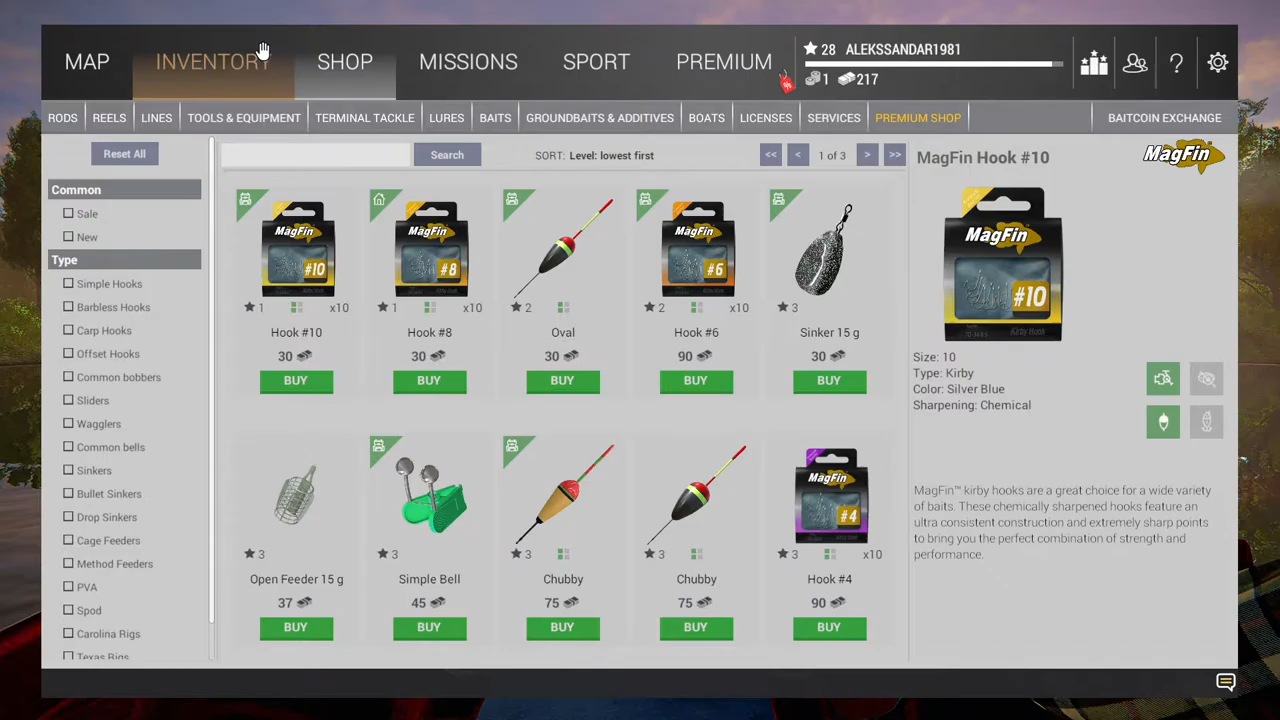 MAP INVENTORY SHOP MISSIONS SPORT PREMIUM
28 ALEKSSANDAR1981
1 217
RODS REELS LINES TOOLS & EQUIPMENT TERMINAL TACKLE LURES BAITS GROUNDBAITS & ADDITIVES BOATS LICENSES SERVICES PREMIUM SHOP BAITCOIN EXCHANGE
Reset All
Common
Sale
New
Type
Simple Hooks
Barbless Hooks
Carp Hooks
Offset Hooks
Common bobbers
Sliders
Wagglers
Common bells
Sinkers
Bullet Sinkers
Drop Sinkers
Cage Feeders
Method Feeders
PVA
Spod
Carolina Rigs
Texas Rigs
Search SORT: Level: lowest first << < 1 of 3 > >>
MagFin #10 MagFin #8 MagFin #6
1 x10 1 x10 2 2 x10 3
Hook #10 Hook #8 Oval Hook #6 Sinker 15 g
30 30 30 90 30
BUY BUY BUY BUY BUY
MagFin #4
3 3 3 3 3 x10
Open Feeder 15 g Simple Bell Chubby Chubby Hook #4
37 45 75 75 90
BUY BUY BUY BUY BUY
MagFin Hook #10 MagFin
MagFin
#10
Kirby Hook
Size: 10
Type: Kirby
Color: Silver Blue
Sharpening: Chemical
MagFin™ kirby hooks are a great choice for a wide variety
of baits. These chemically sharpened hooks feature an
ultra consistent construction and extremely sharp points
to bring you the perfect combination of strength and
performance.